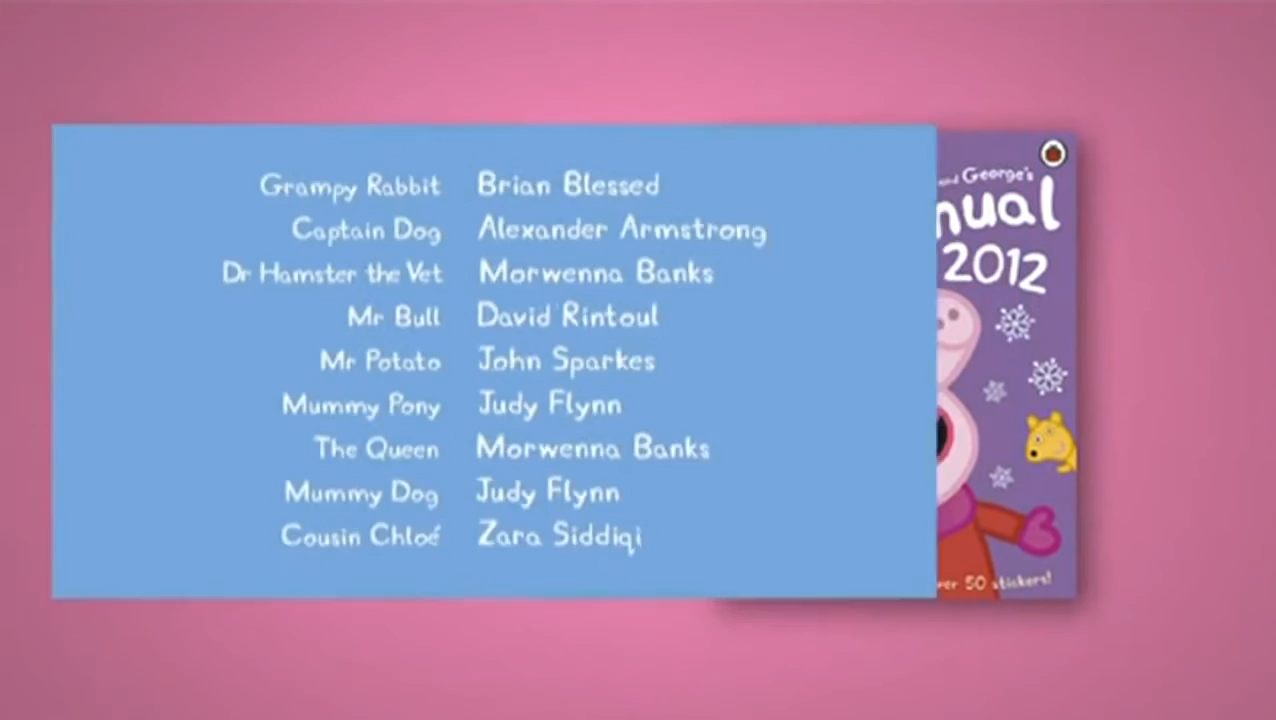 Grampy Rabbit Brian Blessed
Captain Dog Alexander Armstrong
Dr Hamster the Vet Morwenna Banks
Mr Bull David Rintoul
Mr Potato John Sparkes
Mummy Pony Judy Flynn
The Queen Morwenna Banks
Mummy Dog Judy Flynn
Cousin Chloé Zara Siddiqi
and George's
nual
2012
ver 50 stickers!